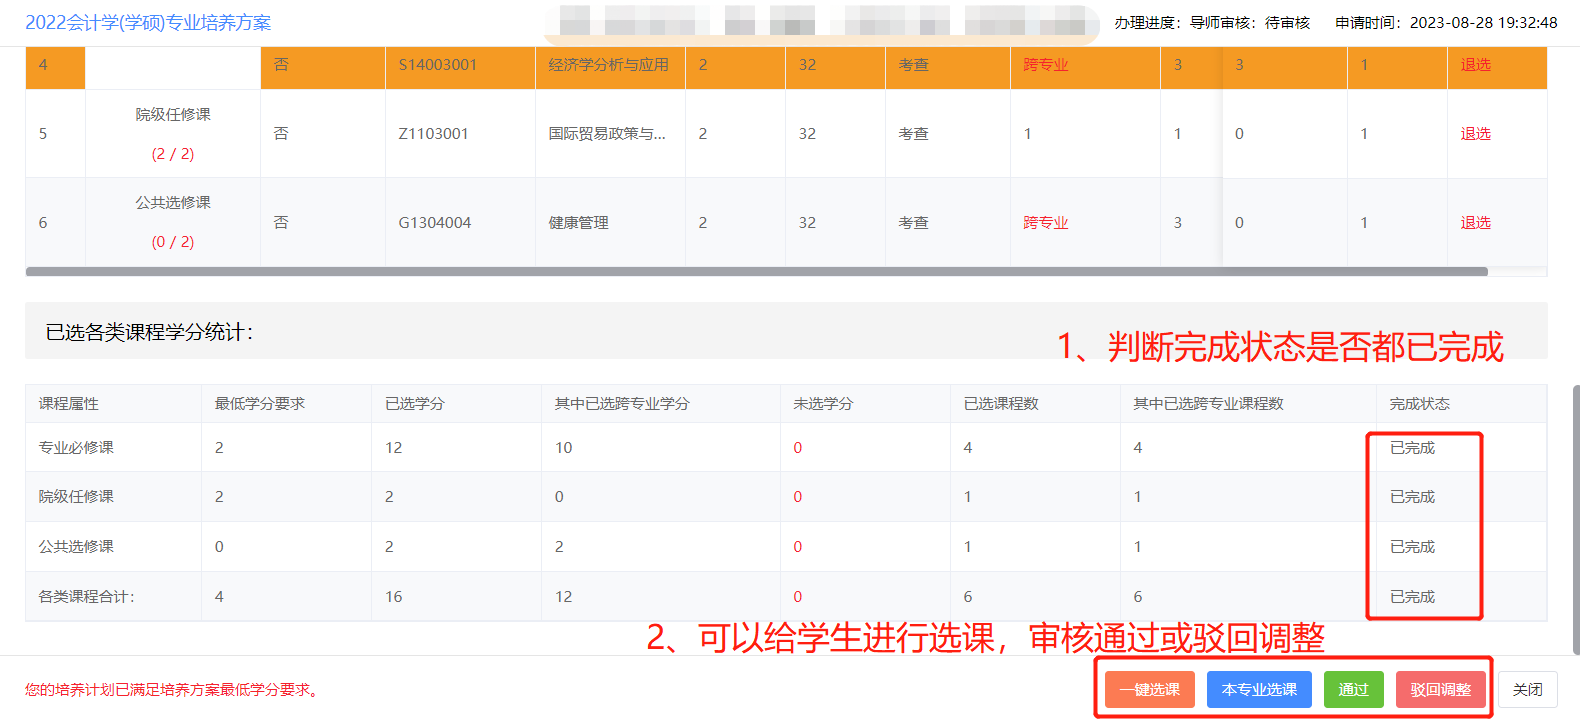 2022会计学(学硕)专业培养方案 办理进度：导师审核：待审核 申请时间：2023-08-28 19:32:48
4 否 S14003001 经济学分析与应用 2 32 考查 跨专业 3 3 1 退选
院级任修课
5 否 Z1103001 国际贸易政策与... 2 32 考查 1 1 0 1 退选
(2 / 2)
公共选修课
6 否 G1304004 健康管理 2 32 考查 跨专业 3 0 1 退选
(0 / 2)
已选各类课程学分统计：
1、判断完成状态是否都已完成
课程属性 最低学分要求 已选学分 其中已选跨专业学分 未选学分 已选课程数 其中已选跨专业课程数 完成状态
专业必修课 2 12 10 0 4 4 已完成
院级任修课 2 2 0 0 1 1 已完成
公共选修课 0 2 2 0 1 1 已完成
各类课程合计： 4 16 12 0 6 6 已完成
2、可以给学生进行选课，审核通过或驳回调整
您的培养计划已满足培养方案最低学分要求。 一键选课 本专业选课 通过 驳回调整 关闭